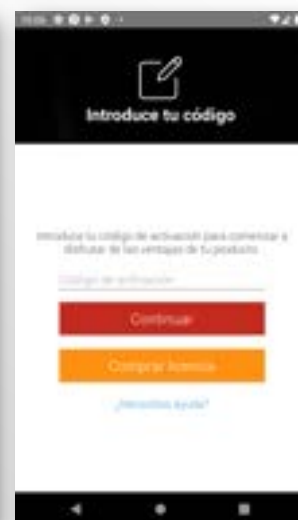 Introduce tu código
Introduce tu código de activación para comenzar a
disfrutar de las ventajas de tu producto.
Código de activación
Continuar
Comprar licencia
¿Necesitas ayuda?